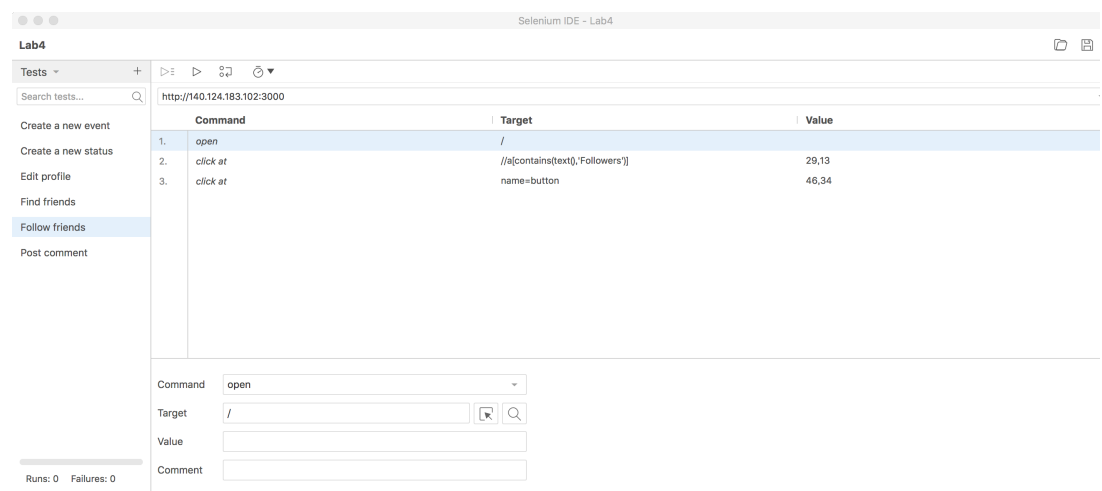 Selenium IDE - Lab4
Lab4
Tests
Search tests...
http://140.124.183.102:3000
Command Target Value
Create a new event
1. open /
Create a new status
2. click at //a[contains(text(),'Followers')] 29,13
Edit profile
3. click at name=button 46,34
Find friends
Follow friends
Post comment
Command open
Target /
Value
Comment
Runs: 0 Failures: 0